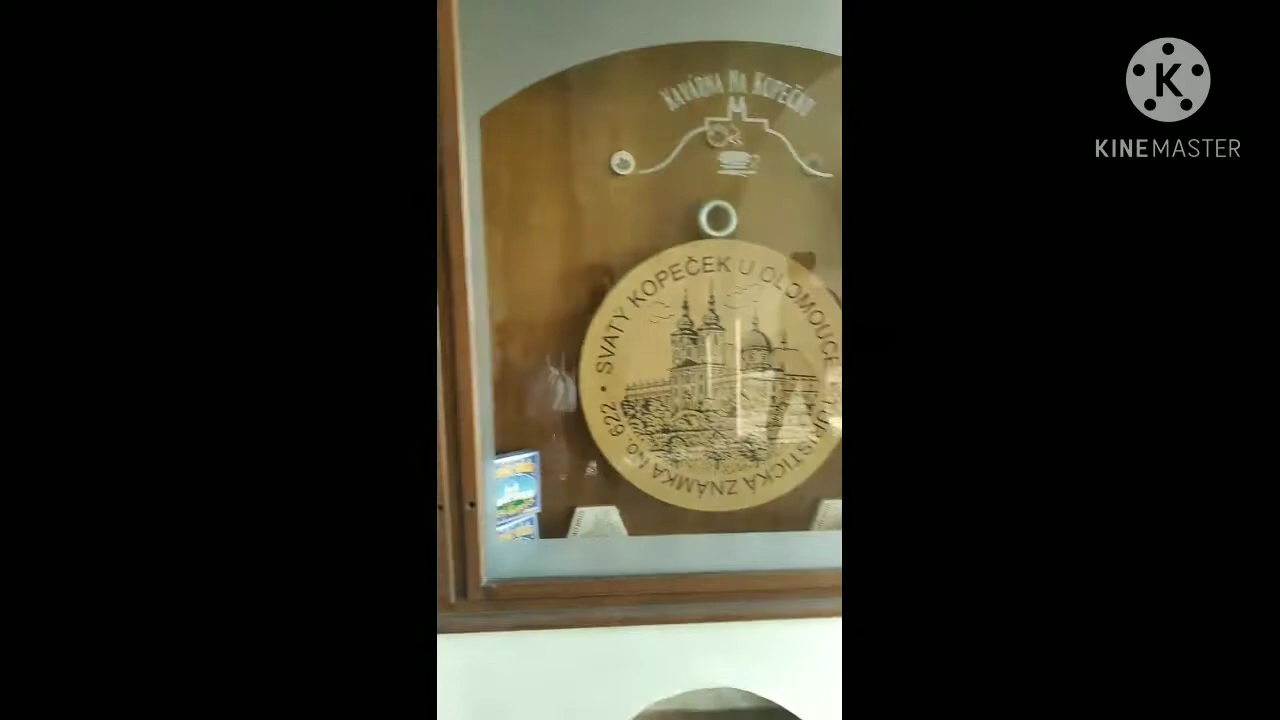 KAVÁRNA NA KOPEČKU
SVATÝ KOPEČEK U OLOMOUCE
TURISTICKÁ ZNÁMKA No. 622
KINEMASTER